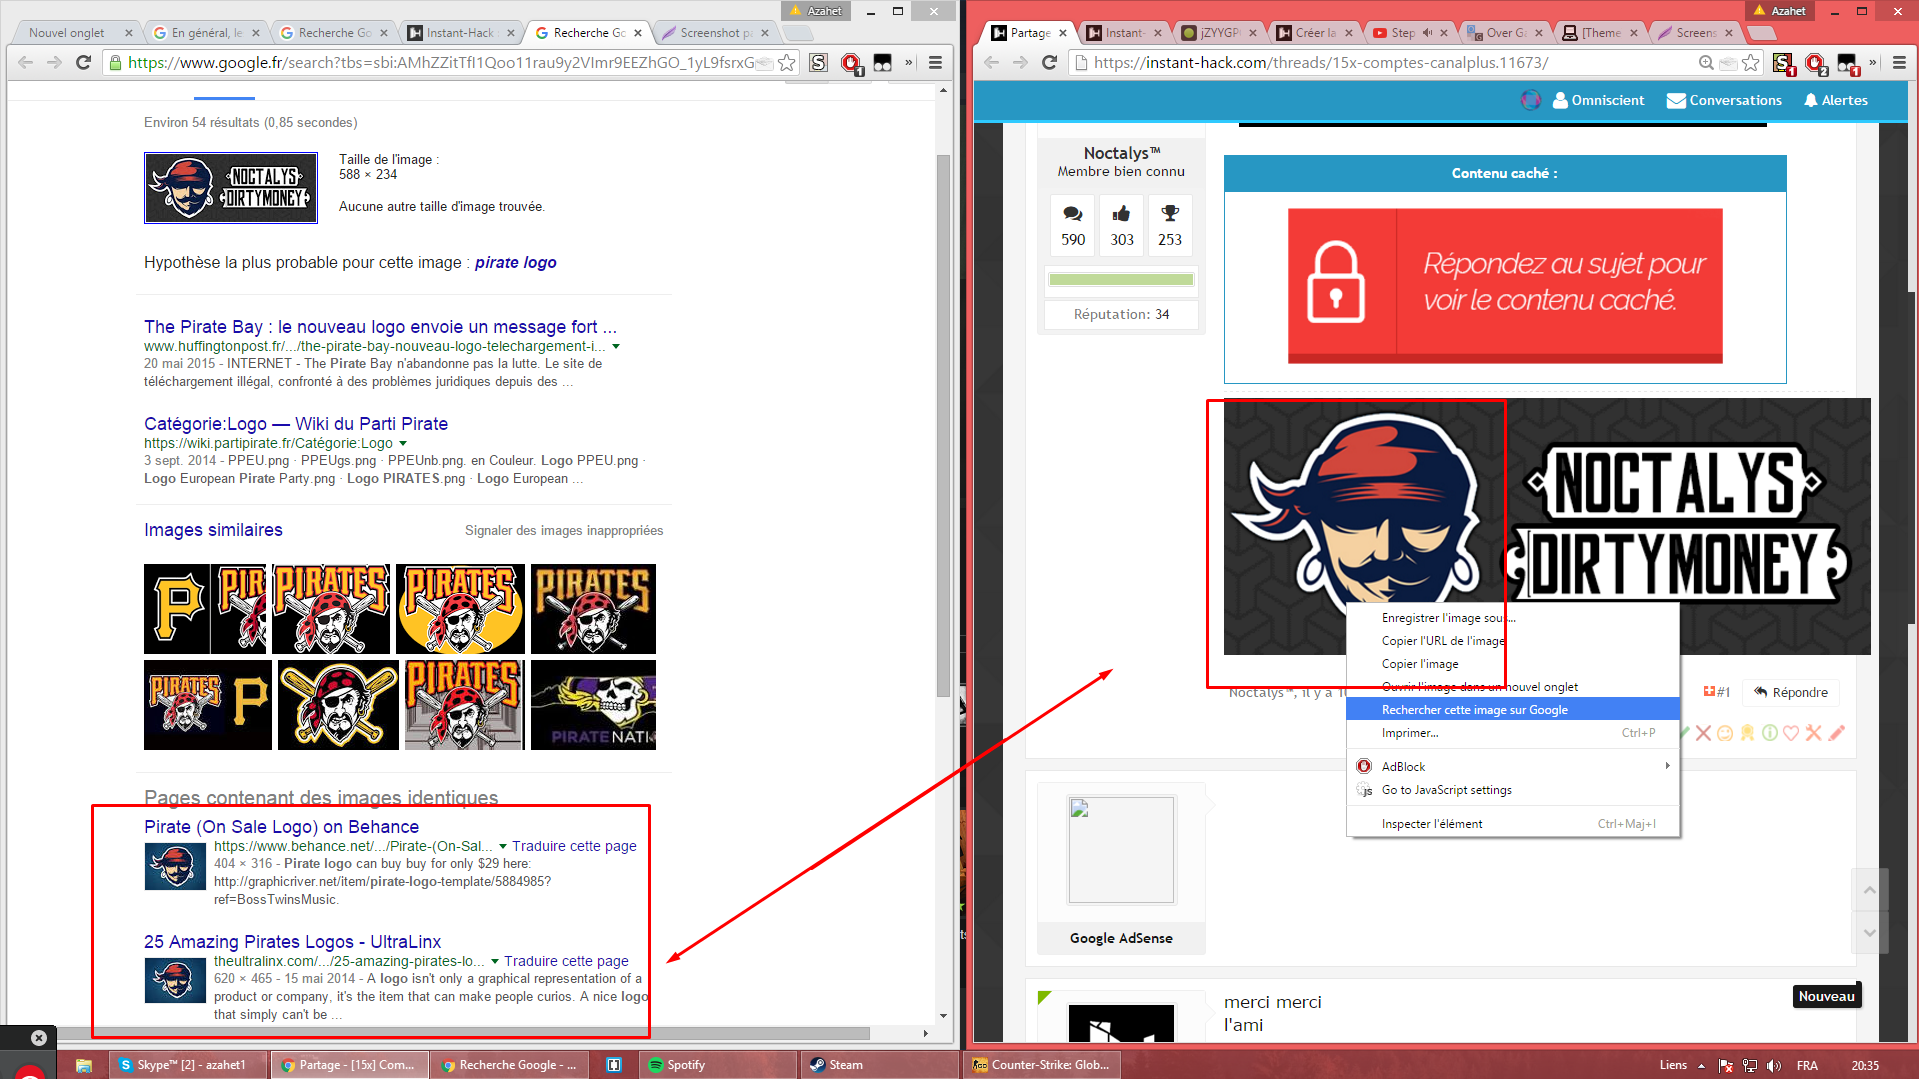 Azahet
Nouvel onglet
En général, le
Recherche Go
Instant-Hack
Recherche Go
Screenshot pa
https://www.google.fr/search?tbs=sbi:AMhZZitTfI1Qoo11rau9y2VImr9EEZhGO_1yL9fsrxG
Environ 54 résultats (0,85 secondes)
NOCTALYS
DIRTYMONEY
Taille de l'image :
588 × 234
Aucune autre taille d'image trouvée.
Hypothèse la plus probable pour cette image : pirate logo
The Pirate Bay : le nouveau logo envoie un message fort ...
www.huffingtonpost.fr/.../the-pirate-bay-nouveau-logo-telechargement-i...
20 mai 2015 - INTERNET - The Pirate Bay n'abandonne pas la lutte. Le site de
téléchargement illégal, confronté à des problèmes juridiques depuis des ...
Catégorie:Logo — Wiki du Parti Pirate
https://wiki.partipirate.fr/Catégorie:Logo
3 sept. 2014 - PPEU.png · PPEUgs.png · PPEUnb.png. en Couleur. Logo PPEU.png ·
Logo European Pirate Party.png · Logo PIRATES.png · Logo European ...
Images similaires
Signaler des images inappropriées
P PIR
PIRATES
PIRATES
PIRATES
PIRATES P
PIRATES
PIRATE NATI
Pages contenant des images identiques
Pirate (On Sale Logo) on Behance
https://www.behance.net/.../Pirate-(On-Sal... Traduire cette page
404 × 316 - Pirate logo can buy buy for only $29 here:
http://graphicriver.net/item/pirate-logo-template/5884985?
ref=BossTwinsMusic.
25 Amazing Pirates Logos - UltraLinx
theultralinx.com/.../25-amazing-pirates-lo... Traduire cette page
620 × 465 - 15 mai 2014 - A logo isn't only a graphical representation of a
product or company, it's the item that can make people curios. A nice logo
that simply can't be ...
Azahet
Partage
Instant-
jZYYGP
Créer la
Step
Over Ga
[Theme
Screens
https://instant-hack.com/threads/15x-comptes-canalplus.11673/
Omniscient
Conversations
Alertes
Noctalys™
Membre bien connu
590
303
253
Réputation: 34
Contenu caché :
Répondez au sujet pour
voir le contenu caché.
NOCTALYS
DIRTYMONEY
Enregistrer l'image sou...
Copier l'URL de l'image
Copier l'image
Ouvrir l'image dans un nouvel onglet
Rechercher cette image sur Google
Imprimer... Ctrl+P
AdBlock
Go to JavaScript settings
Inspecter l'élément Ctrl+Maj+I
Noctalys™, il y a
#1
Répondre
Google AdSense
Nouveau
merci merci
l'ami
Skype™ [2] - azahet1
Partage - [15x] Com...
Recherche Google - ...
Spotify
Steam
Counter-Strike: Glob...
Liens
FRA
20:35